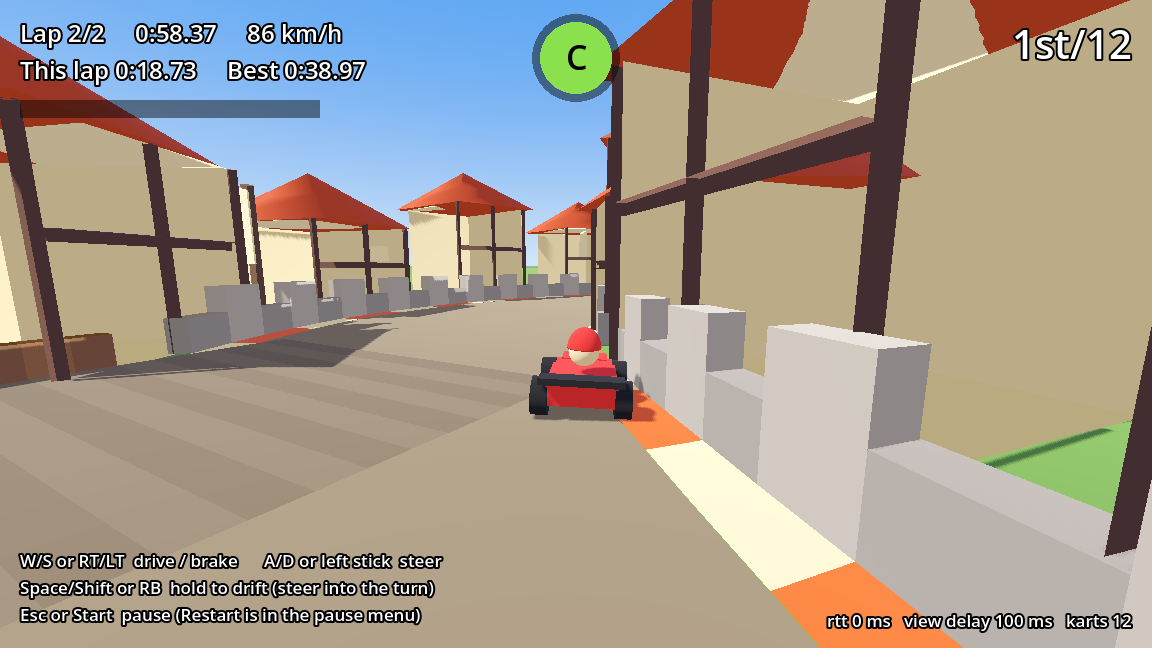 Lap 2/2 0:58.37 86 km/h
This lap 0:18.73 Best 0:38.97
C
1st/12
W/S or RT/LT drive / brake A/D or left stick steer
Space/Shift or RB hold to drift (steer into the turn)
Esc or Start pause (Restart is in the pause menu)
rtt 0 ms view delay 100 ms karts 12